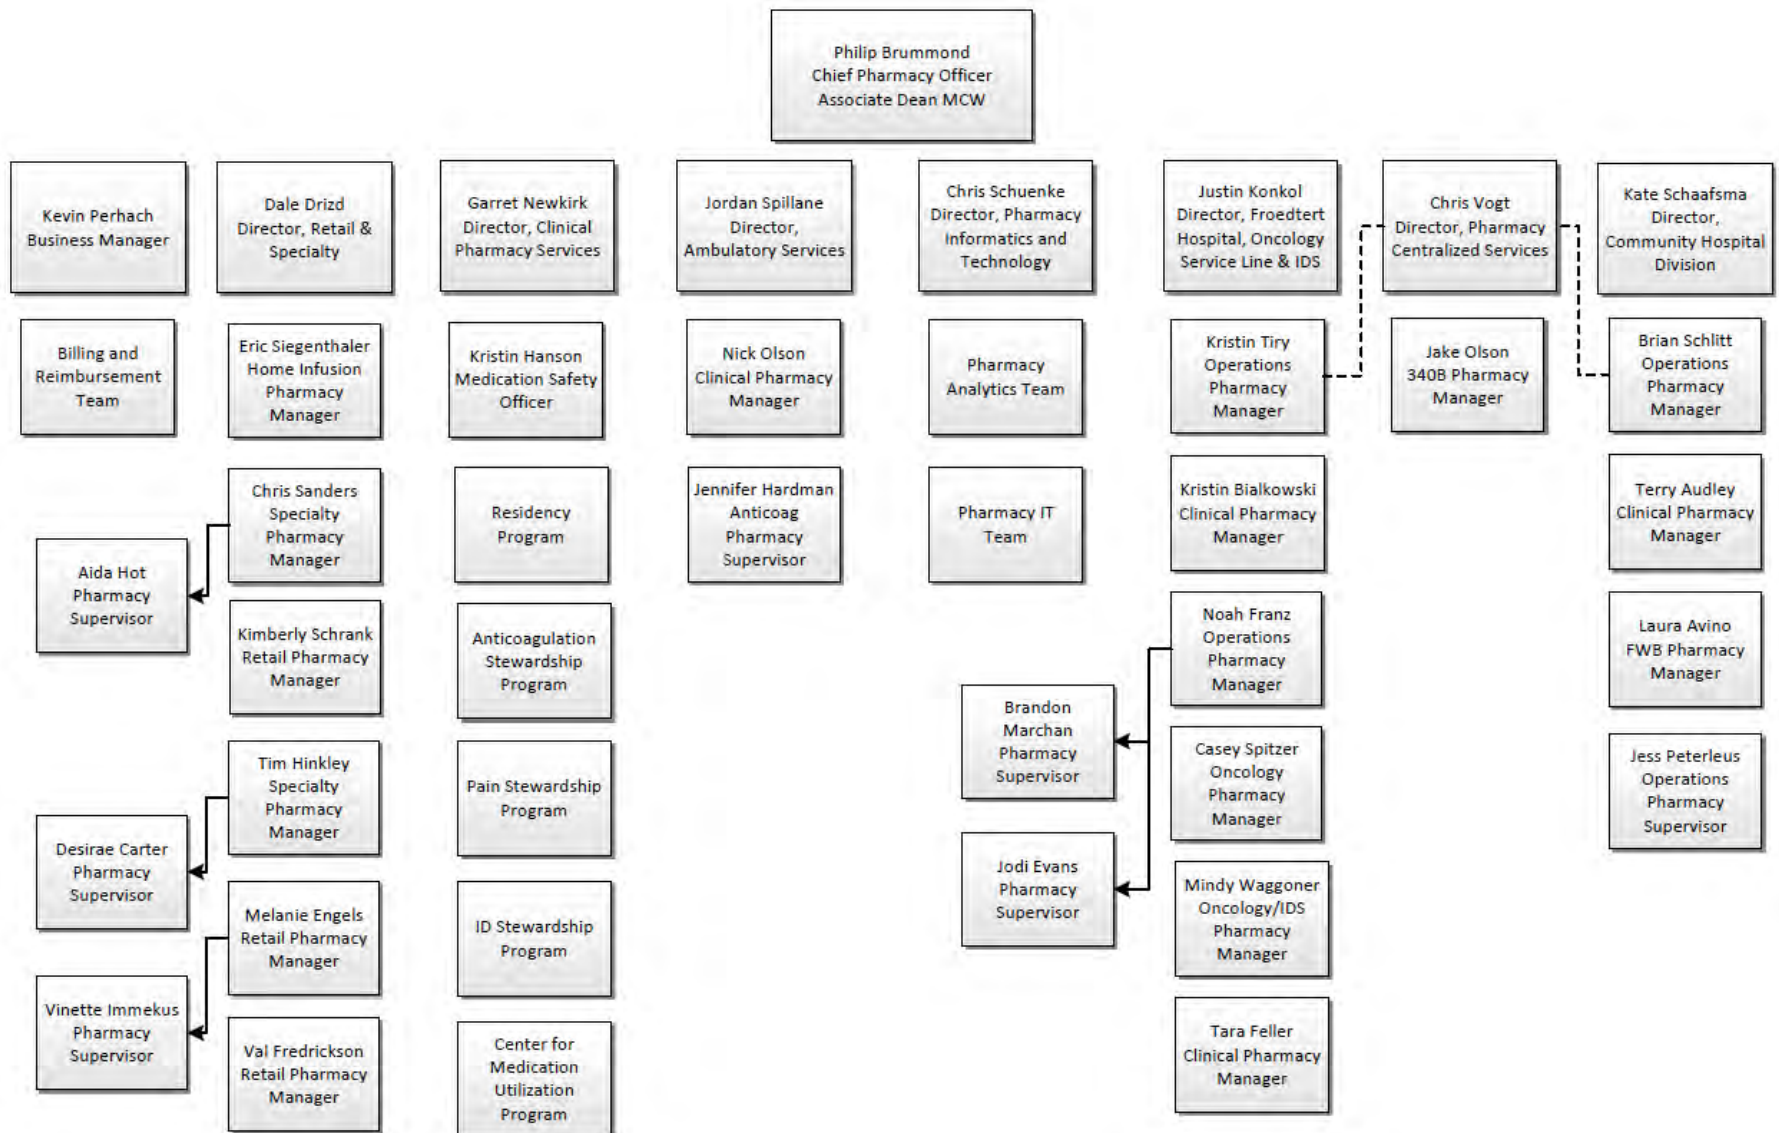 Philip Brummond
Chief Pharmacy Officer
Associate Dean MCW
Kevin Perhach
Business Manager
Dale Drizd
Director, Retail &
Specialty
Garret Newkirk
Director, Clinical
Pharmacy Services
Jordan Spillane
Director,
Ambulatory Services
Chris Schuenke
Director, Pharmacy
Informatics and
Technology
Justin Konkol
Director, Froedtert
Hospital, Oncology
Service Line & IDS
Chris Vogt
Director, Pharmacy
Centralized Services
Kate Schaafsma
Director,
Community Hospital
Division
Billing and
Reimbursement
Team
Eric Siegenthaler
Home Infusion
Pharmacy
Manager
Kristin Hanson
Medication Safety
Officer
Nick Olson
Clinical Pharmacy
Manager
Pharmacy
Analytics Team
Kristin Tiry
Operations
Pharmacy
Manager
Jake Olson
340B Pharmacy
Manager
Brian Schlitt
Operations
Pharmacy
Manager
Chris Sanders
Specialty
Pharmacy
Manager
Residency
Program
Jennifer Hardman
Anticoag
Pharmacy
Supervisor
Pharmacy IT
Team
Kristin Bialkowski
Clinical Pharmacy
Manager
Terry Audley
Clinical Pharmacy
Manager
Aida Hot
Pharmacy
Supervisor
Kimberly Schrank
Retail Pharmacy
Manager
Anticoagulation
Stewardship
Program
Noah Franz
Operations
Pharmacy
Manager
Laura Avino
FWB Pharmacy
Manager
Brandon
Marchan
Pharmacy
Supervisor
Tim Hinkley
Specialty
Pharmacy
Manager
Pain Stewardship
Program
Casey Spitzer
Oncology
Pharmacy
Manager
Jess Peterleus
Operations
Pharmacy
Supervisor
Desirae Carter
Pharmacy
Supervisor
Jodi Evans
Pharmacy
Supervisor
Melanie Engels
Retail Pharmacy
Manager
ID Stewardship
Program
Mindy Waggoner
Oncology/IDS
Pharmacy
Manager
Vinette Immekus
Pharmacy
Supervisor
Val Fredrickson
Retail Pharmacy
Manager
Center for
Medication
Utilization
Program
Tara Feller
Clinical Pharmacy
Manager